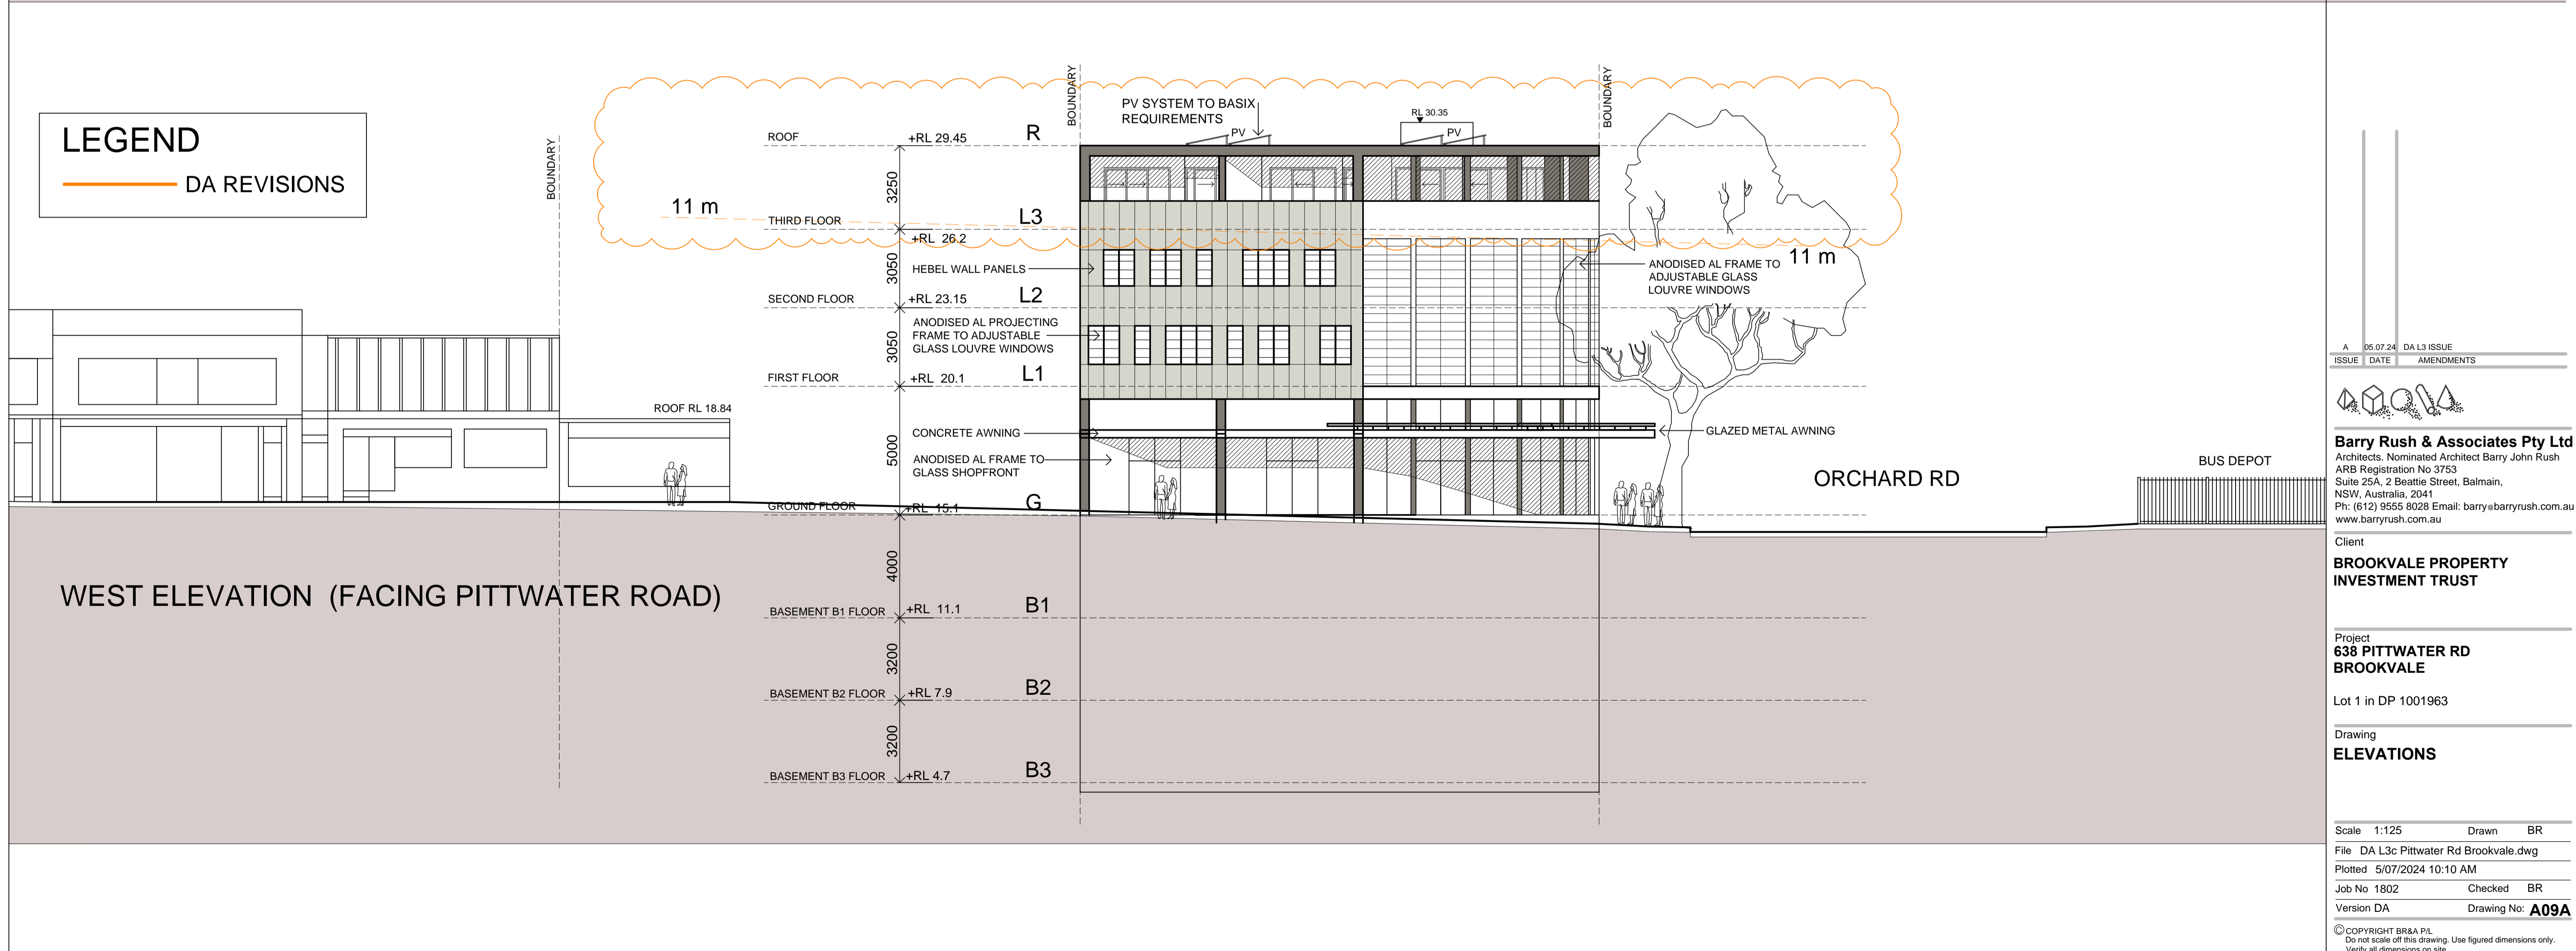 LEGEND
DA REVISIONS
BOUNDARY
BOUNDARY
BOUNDARY
PV SYSTEM TO BASIX
REQUIREMENTS
PV
RL 30.35
PV
ROOF
+RL 29.45
R
3250
11 m
THIRD FLOOR
L3
+RL 26.2
3050
HEBEL WALL PANELS
ANODISED AL FRAME TO
ADJUSTABLE GLASS
LOUVRE WINDOWS
11 m
SECOND FLOOR
+RL 23.15
L2
3050
ANODISED AL PROJECTING
FRAME TO ADJUSTABLE
GLASS LOUVRE WINDOWS
FIRST FLOOR
+RL 20.1
L1
ROOF RL 18.84
5000
CONCRETE AWNING
GLAZED METAL AWNING
ANODISED AL FRAME TO
GLASS SHOPFRONT
ORCHARD RD
BUS DEPOT
GROUND FLOOR
+RL 15.1
G
4000
WEST ELEVATION (FACING PITTWATER ROAD)
BASEMENT B1 FLOOR
+RL 11.1
B1
3200
BASEMENT B2 FLOOR
+RL 7.9
B2
3200
BASEMENT B3 FLOOR
+RL 4.7
B3
A 05.07.24 DA L3 ISSUE
ISSUE DATE AMENDMENTS
Barry Rush & Associates Pty Ltd
Architects. Nominated Architect Barry John Rush
ARB Registration No 3753
Suite 25A, 2 Beattie Street, Balmain,
NSW, Australia, 2041
Ph: (612) 9555 8028 Email: barry@barryrush.com.au
www.barryrush.com.au
Client
BROOKVALE PROPERTY
INVESTMENT TRUST
Project
638 PITTWATER RD
BROOKVALE
Lot 1 in DP 1001963
Drawing
ELEVATIONS
Scale 1:125 Drawn BR
File DA L3c Pittwater Rd Brookvale.dwg
Plotted 5/07/2024 10:10 AM
Job No 1802 Checked BR
Version DA Drawing No: A09A
© COPYRIGHT BR&A P/L
Do not scale off this drawing. Use figured dimensions only.
Verify all dimensions on site